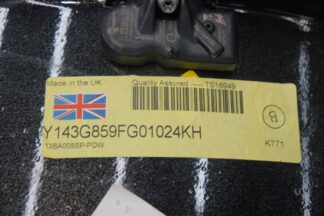 Made in the UK
Quality Assured ---- TS16949
B
Y143G859FG01024KH
13BA0085P-PDW
K771